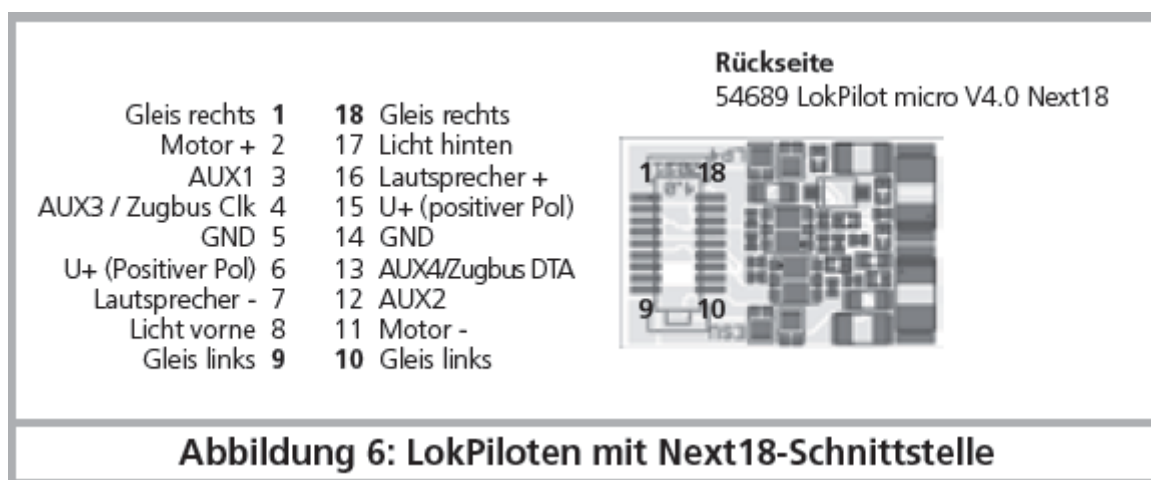 Rückseite
54689 LokPilot micro V4.0 Next18
Gleis rechts 1 18 Gleis rechts
Motor + 2 17 Licht hinten
AUX1 3 16 Lautsprecher +
AUX3 / Zugbus Clk 4 15 U+ (positiver Pol)
GND 5 14 GND
U+ (Positiver Pol) 6 13 AUX4/Zugbus DTA
Lautsprecher - 7 12 AUX2
Licht vorne 8 11 Motor -
Gleis links 9 10 Gleis links
1 18
9 10
Abbildung 6: LokPiloten mit Next18-Schnittstelle